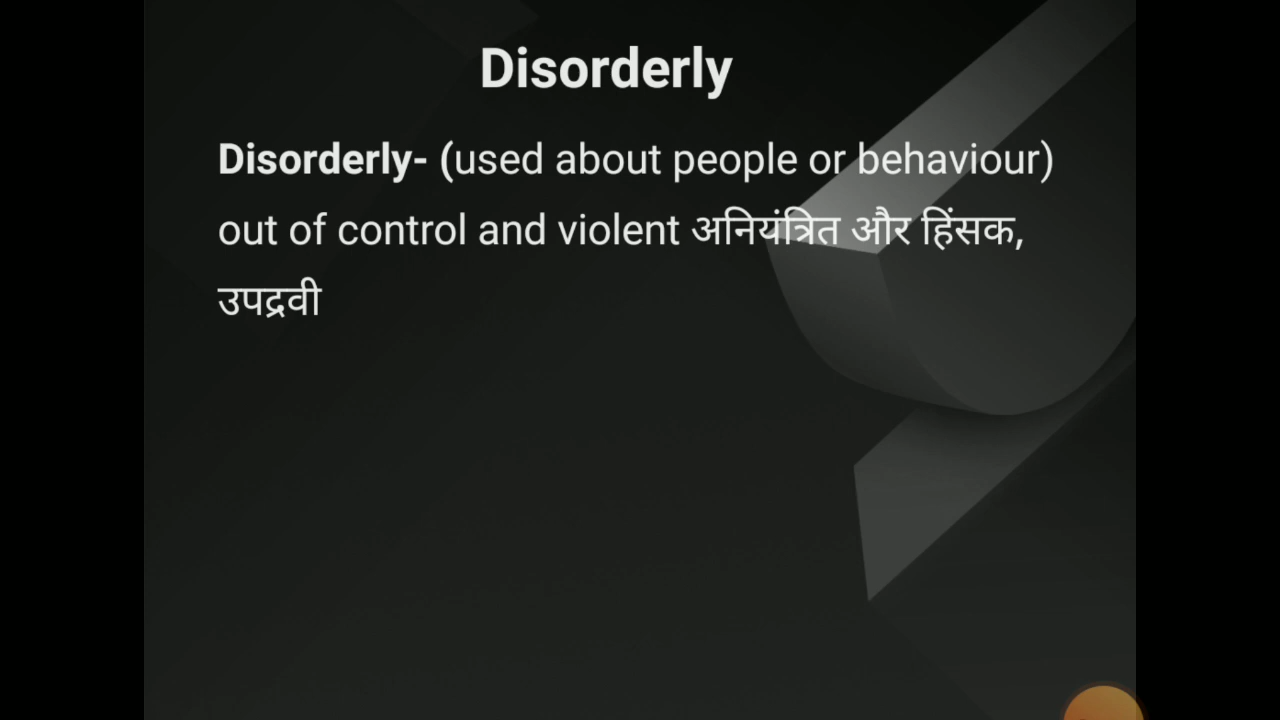 Disorderly
Disorderly- (used about people or behaviour)
out of control and violent अनियंत्रित और हिंसक,
उपद्रवी